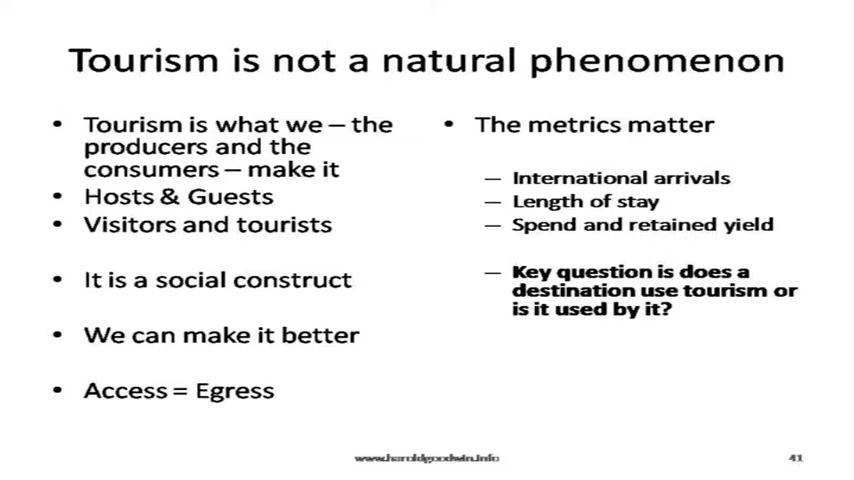 Tourism is not a natural phenomenon
• Tourism is what we – the
producers and the
consumers – make it
• Hosts & Guests
• Visitors and tourists
• It is a social construct
• We can make it better
• Access = Egress
• The metrics matter
– International arrivals
– Length of stay
– Spend and retained yield
– Key question is does a
destination use tourism or
is it used by it?
www.haroldgoodwin.info
41